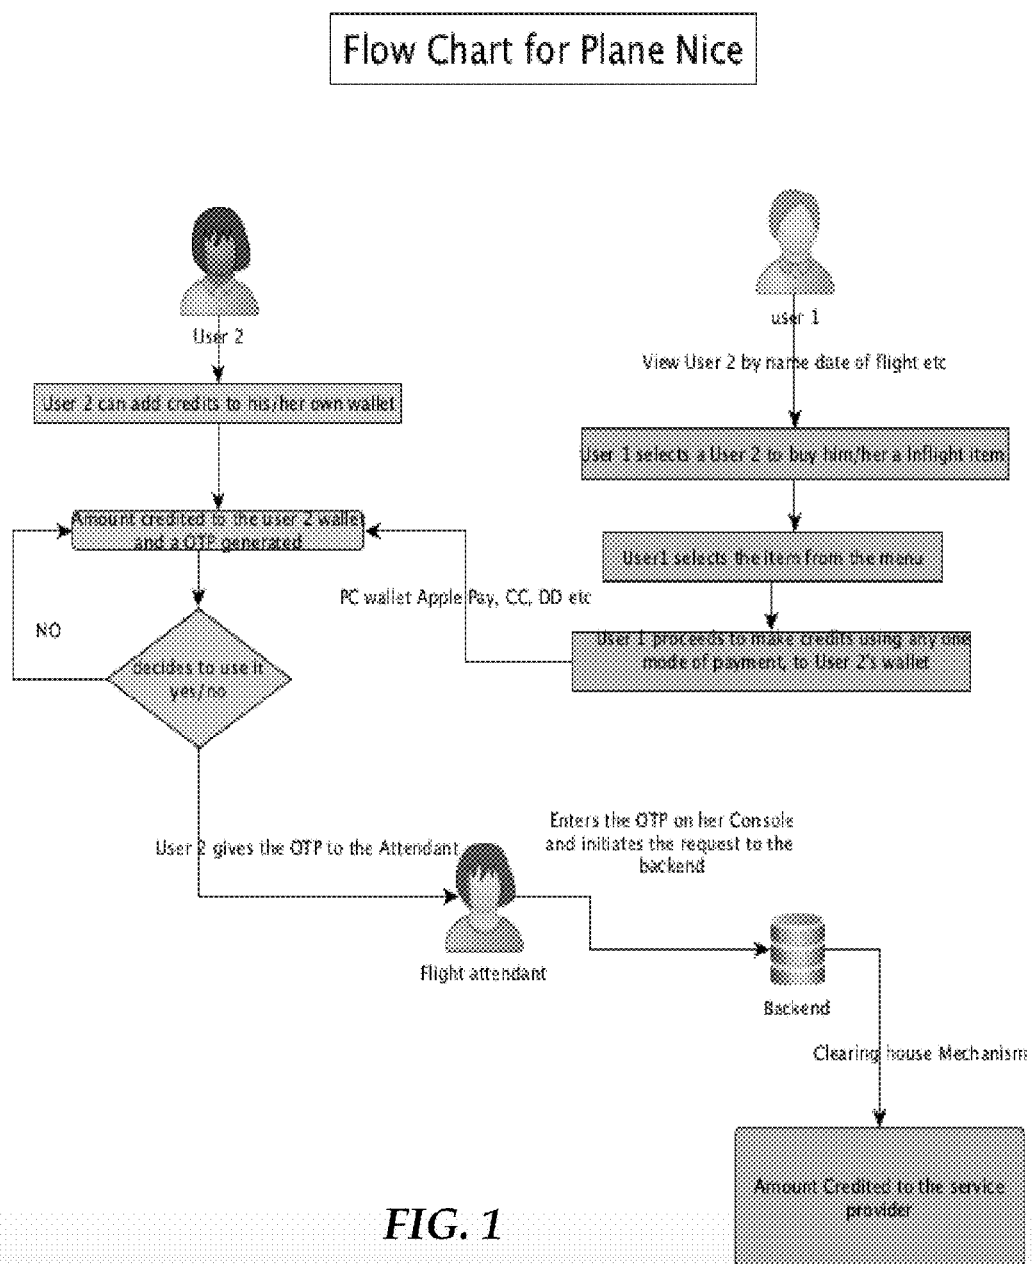 Flow Chart for Plane Nice
User 2
user 1
View User 2 by name date of flight etc
User 2 can add credits to his/her own wallet
User 1 selects a User 2 to buy him/her a Inflight item
Amount credited to the user 2 wallet
and a OTP generated
User1 selects the item from the menu
PC wallet Apple Pay, CC, DD etc
NO
User 1 proceeds to make credits using any one
mode of payment, to User 2's wallet
decides to use it
yes/no
User 2 gives the OTP to the Attendant
Enters the OTP on her Console
and initiates the request to the
backend
Flight attendant
Backend
Clearing house Mechanism
Amount Credited to the service
provider
FIG. 1